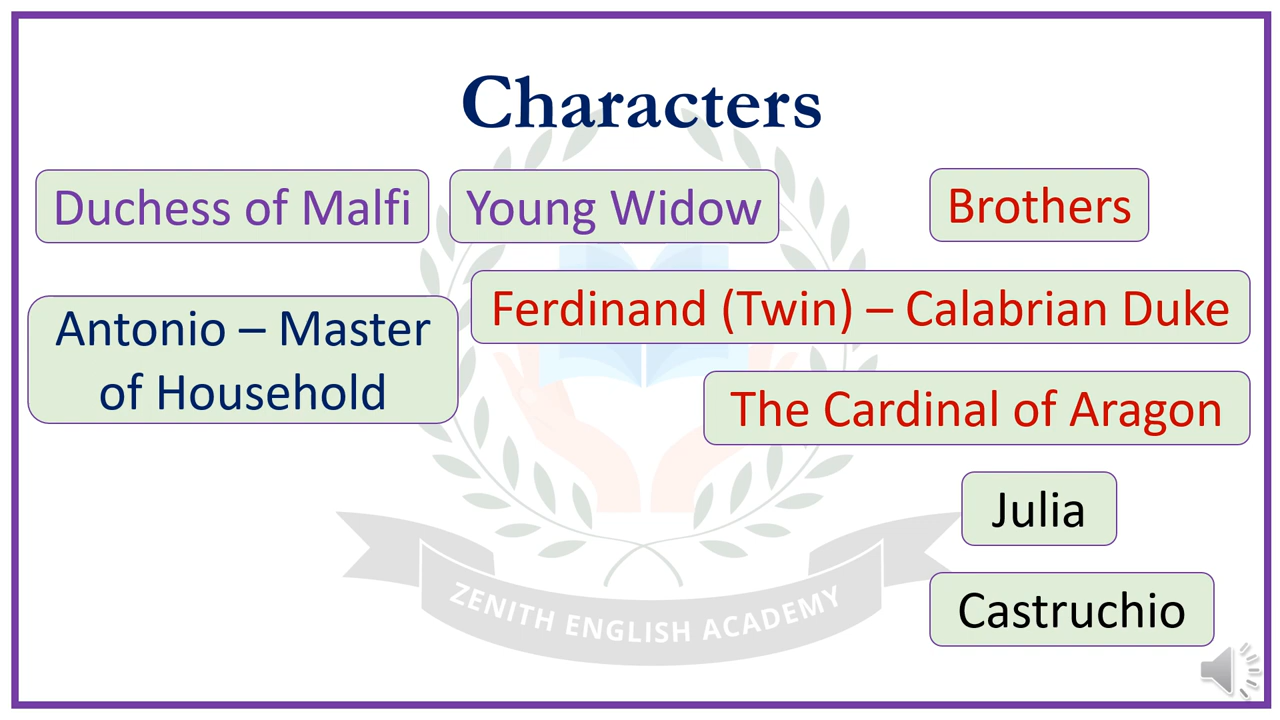 Characters
Duchess of Malfi
Young Widow
Brothers
Ferdinand (Twin) – Calabrian Duke
Antonio – Master
of Household
The Cardinal of Aragon
Julia
Castruchio
ZENITH ENGLISH ACADEMY